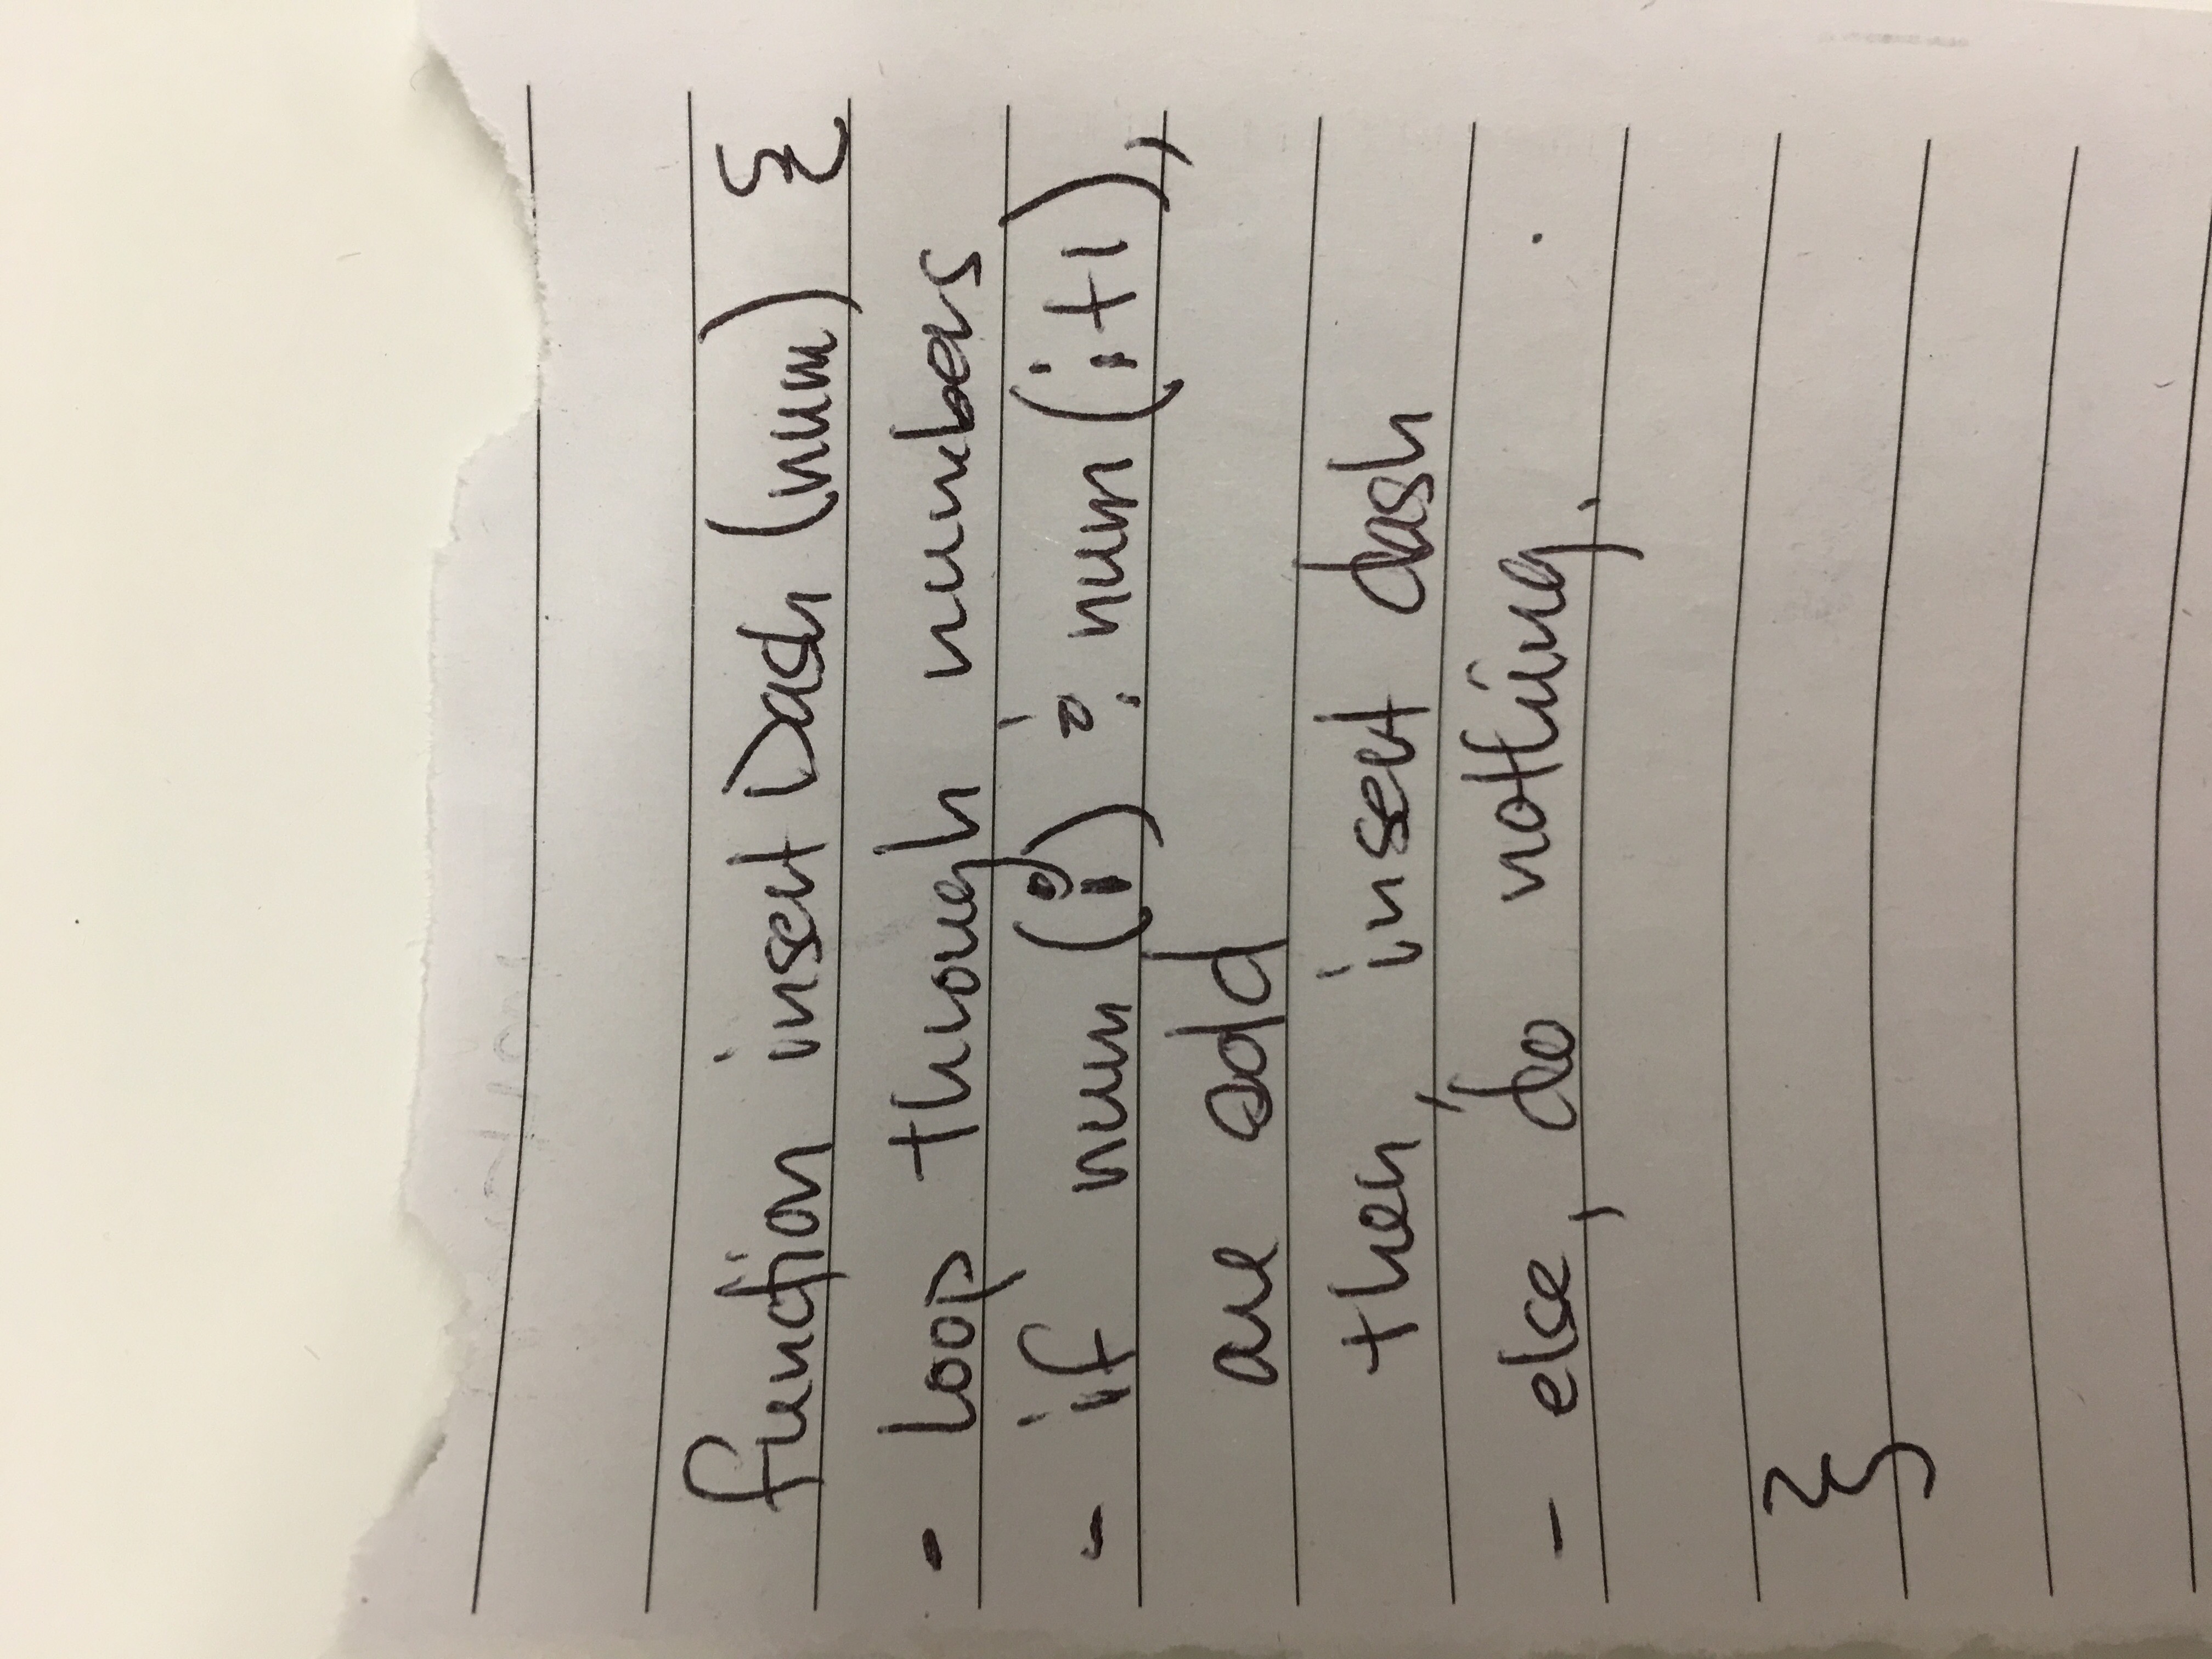 function insertDash (num) {
- loop through numbers
- if num (i) & num (i+1),
are odd
then, insert dash
- else, do nothing.
}